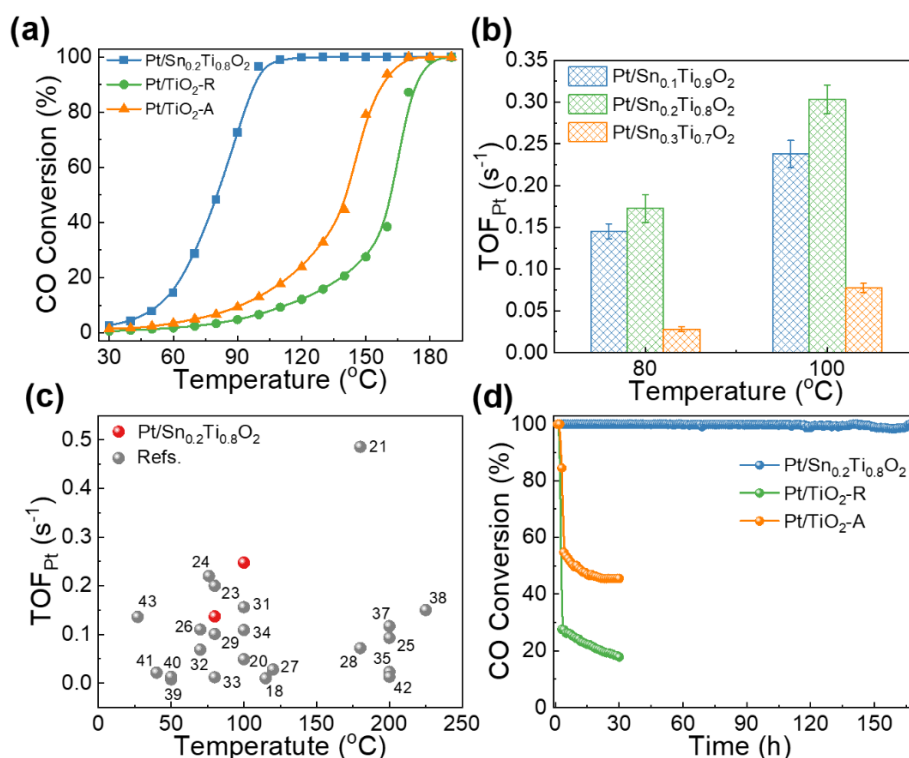 (a)
100
80
60
40
20
0
CO Conversion (%)
Pt/Sn₀.₂Ti₀.₈O₂
Pt/TiO₂-R
Pt/TiO₂-A
30 60 90 120 150 180
Temperature (°C)
(b)
0.35
0.30
0.25
0.20
0.15
0.10
0.05
0.00
TOF_Pt (s⁻¹)
Pt/Sn₀.₁Ti₀.₉O₂
Pt/Sn₀.₂Ti₀.₈O₂
Pt/Sn₀.₃Ti₀.₇O₂
80 100
Temperature (°C)
(c)
0.5
0.4
0.3
0.2
0.1
0.0
TOF_Pt (s⁻¹)
Pt/Sn₀.₂Ti₀.₈O₂
Refs.
21
24
23
43
31
38
26
29
34
37
25
41
40
32
20
27
28
35
39
33
18
42
0 50 100 150 200 250
Temperatute (°C)
(d)
100
80
60
40
20
0
CO Conversion (%)
Pt/Sn₀.₂Ti₀.₈O₂
Pt/TiO₂-R
Pt/TiO₂-A
0 30 60 90 120 150
Time (h)